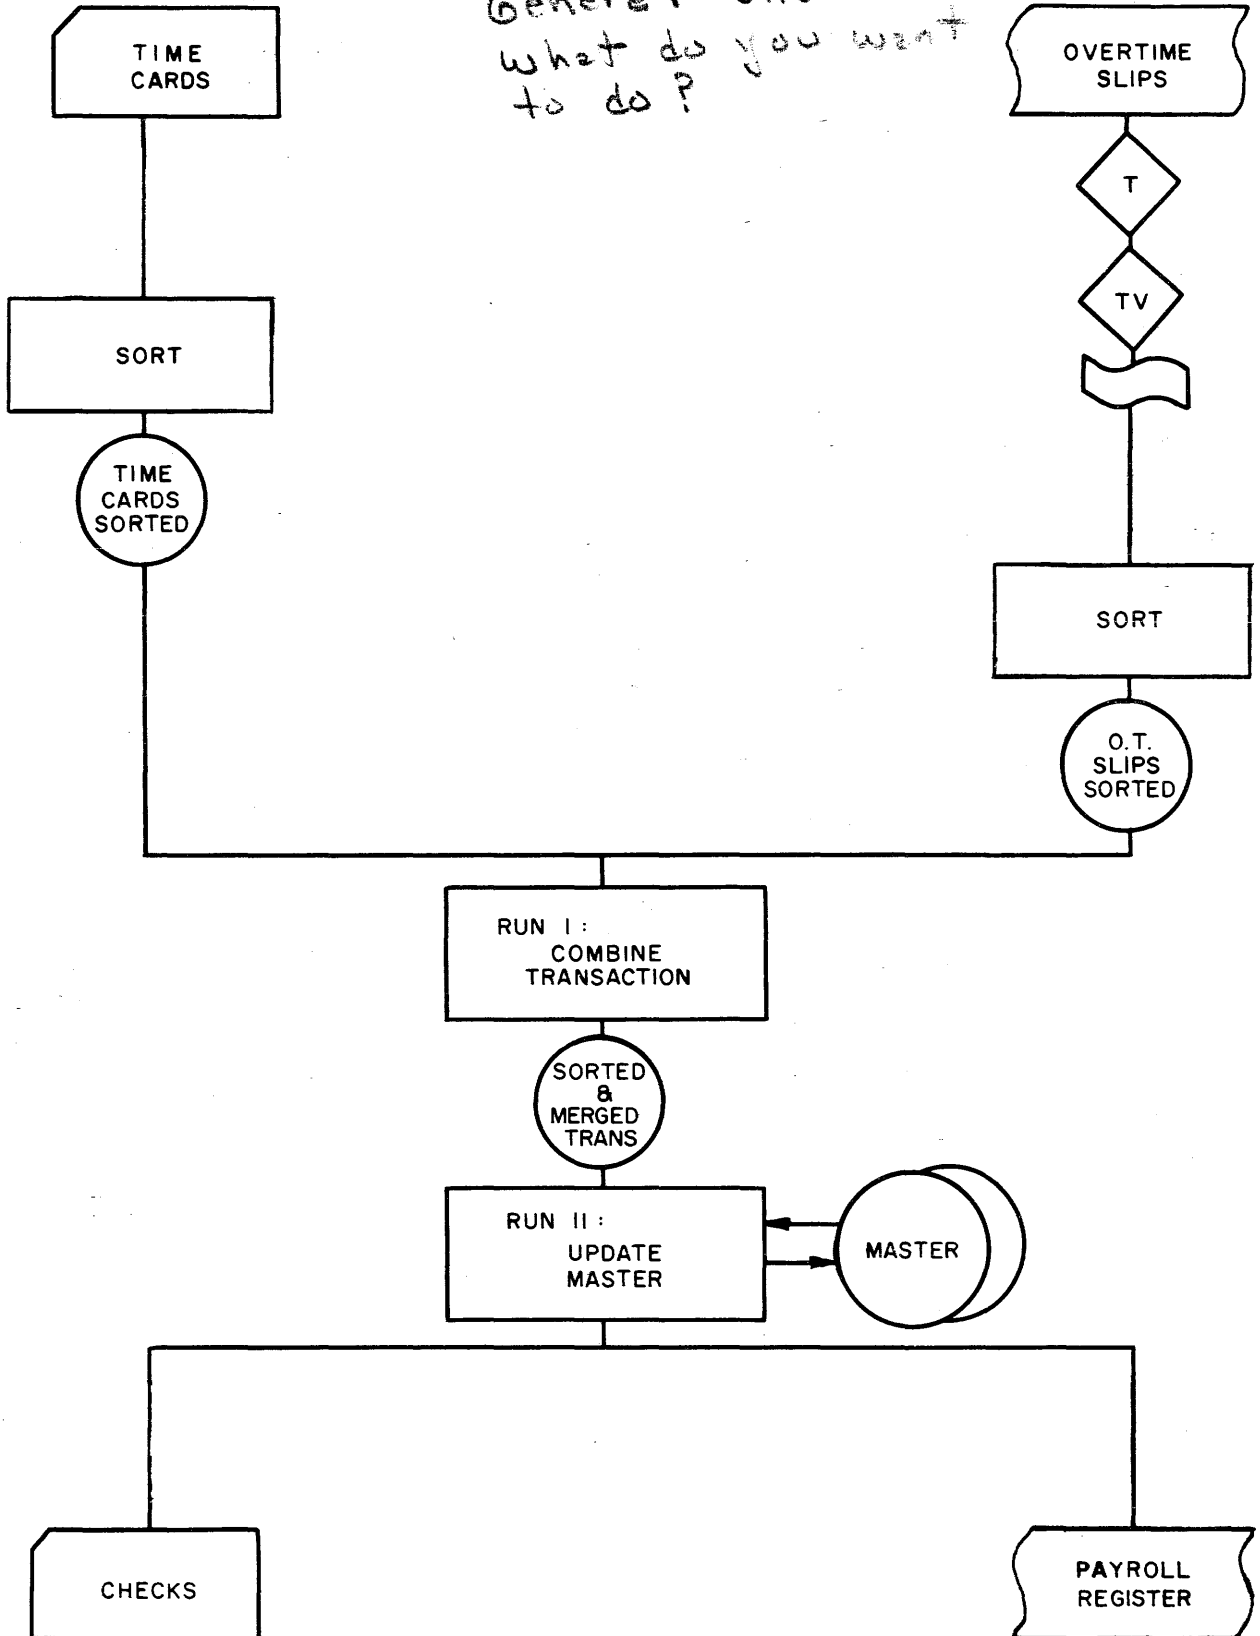 General
what do you want
to do?
TIME
CARDS
OVERTIME
SLIPS
T
TV
SORT
TIME
CARDS
SORTED
SORT
O.T.
SLIPS
SORTED
RUN I:
COMBINE
TRANSACTION
SORTED
&
MERGED
TRANS
RUN II:
UPDATE
MASTER
MASTER
CHECKS
PAYROLL
REGISTER